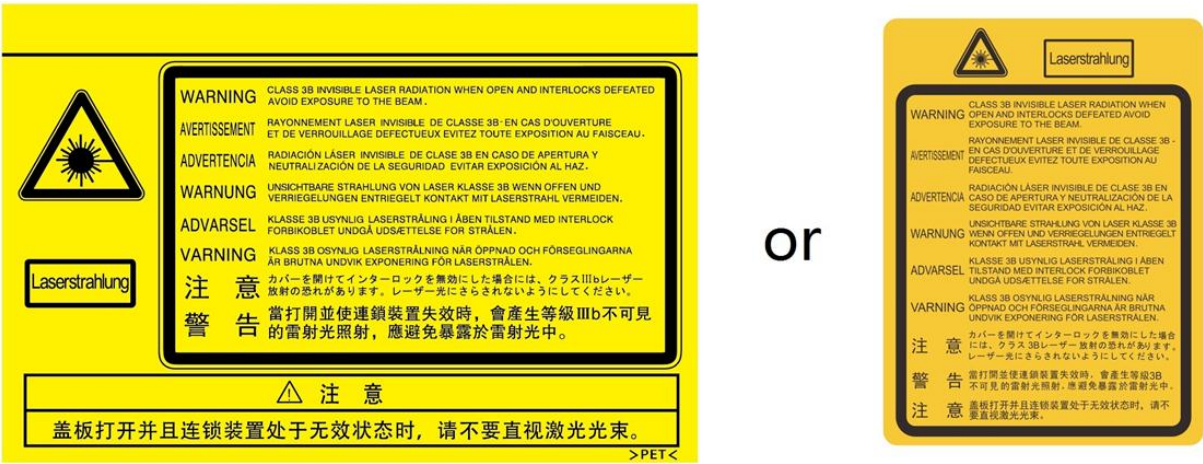 WARNING CLASS 3B INVISIBLE LASER RADIATION WHEN OPEN AND INTERLOCKS DEFEATED
AVOID EXPOSURE TO THE BEAM.
AVERTISSEMENT RAYONNEMENT LASER INVISIBLE DE CLASSE 3B-EN CAS D'OUVERTURE
ET DE VERROUILLAGE DEFECTUEUX EVITEZ TOUTE EXPOSITION AU FAISCEAU.
ADVERTENCIA RADIACIÓN LÁSER INVISIBLE DE CLASE 3B EN CASO DE APERTURA Y
NEUTRALIZACIÓN DE LA SEGURIDAD EVITAR EXPOSICIÓN AL HAZ.
WARNUNG UNSICHTBARE STRAHLUNG VON LASER KLASSE 3B WENN OFFEN UND
VERRIEGELUNGEN ENTRIEGELT KONTAKT MIT LASERSTRAHL VERMEIDEN.
ADVARSEL KLASSE 3B USYNLIG LASERSTRÅLING I ÅBEN TILSTAND MED INTERLOCK
FORBIKOBLET UNDGÅ UDSÆTTELSE FOR STRÅLEN.
VARNING KLASS 3B OSYNLIG LASERSTRÅLNING NÄR ÖPPNAD OCH FÖRSEGLINGARNA
ÄR BRUTNA UNDVIK EXPONERING FÖR LASERSTRÅLEN.
注 意 カバーを開けてインターロックを無効にした場合には、クラスⅢbレーザー
放射の恐れがあります。レーザー光にさらされないようにしてください。
警 告 當打開並使連鎖裝置失效時，會產生等級Ⅲb不可見
的雷射光照射，應避免暴露於雷射光中。
Laserstrahlung
⚠ 注 意
盖板打开并且连锁装置处于无效状态时，请不要直视激光光束。
>PET<
or
Laserstrahlung
WARNING CLASS 3B INVISIBLE LASER RADIATION WHEN
OPEN AND INTERLOCKS DEFEATED AVOID
EXPOSURE TO THE BEAM.
AVERTISSEMENT RAYONNEMENT LASER INVISIBLE DE CLASSE 3B -
EN CAS D'OUVERTURE ET DE VERROUILLAGE
DEFECTUEUX EVITEZ TOUTE EXPOSITION AU
FAISCEAU.
ADVERTENCIA RADIACIÓN LÁSER INVISIBLE DE CLASE 3B EN
CASO DE APERTURA Y NEUTRALIZACIÓN DE LA
SEGURIDAD EVITAR EXPOSICIÓN AL HAZ.
WARNUNG UNSICHTBARE STRAHLUNG VON LASER KLASSE 3B
WENN OFFEN UND VERRIEGELUNGEN ENTRIEGELT
KONTAKT MIT LASERSTRAHL VERMEIDEN.
ADVARSEL KLASSE 3B USYNLIG LASERSTRÅLING I ÅBEN
TILSTAND MED INTERLOCK FORBIKOBLET
UNDGÅ UDSÆTTELSE FOR STRÅLEN.
VARNING KLASS 3B OSYNLIG LASERSTRÅLNING NÄR
ÖPPNAD OCH FÖRSEGLINGARNA ÄR BRUTNA
UNDVIK EXPONERING FÖR LASERSTRÅLEN.
注 意 カバーを開けてインターロックを無効にした場合
には、クラス 3Bレーザー 放射の恐れがあります。
レーザー光にさらされないようにしてください。
警 告 當打開並使連鎖裝置失效時，會產生等級3B
不可見的雷射光照射，應避免暴露於雷射光中。
注 意 盖板打开并且连锁装置处于无效状态时，请不
要直视激光光束。